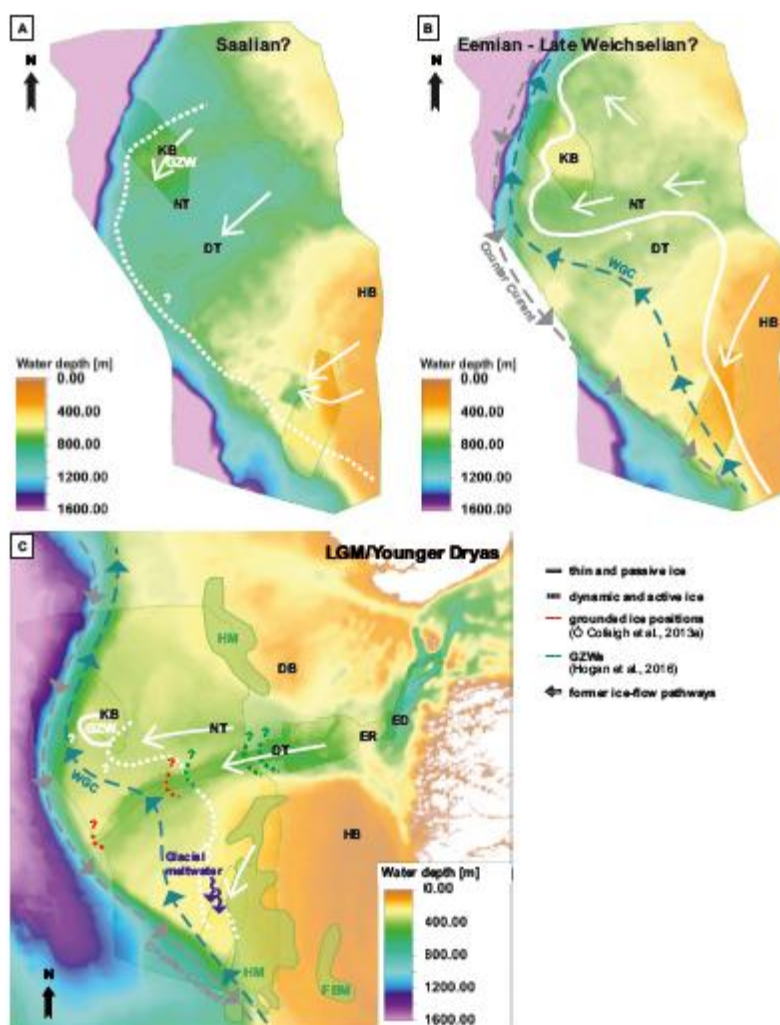 A
Saalian?
N
KB
GZW
NT
DT
?
HB
Water depth [m]
0.00
400.00
800.00
1200.00
1600.00
B
Eemian - Late Weichselian?
N
KB
NT
?
DT
WGC
Counter Current
HB
Water depth [m]
0.00
400.00
800.00
1200.00
1600.00
C
LGM/Younger Dryas
HM
DB
ED
KB
GZW
NT
ER
DT
?
?
?
?
?
?
?
WGC
?
HB
Glacial
meltwater
HM
FBM
N
Water depth [m]
0.00
400.00
800.00
1200.00
1600.00
thin and passive ice
dynamic and active ice
grounded ice positions
(Ó Cofaigh et al., 2013a)
GZWs
(Hogan et al., 2016)
former ice-flow pathways